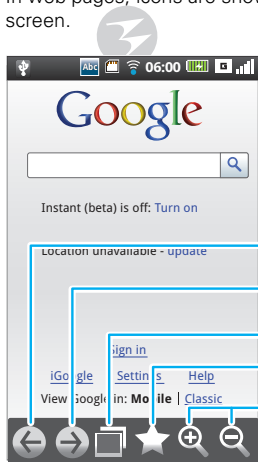 In web pages, icons are sho
screen.
Abc 06:00 G
Google
Instant (beta) is off: Turn on
Location unavailable - update
Sign in
iGoogle Settings Help
View Google in: Mobile | Classic